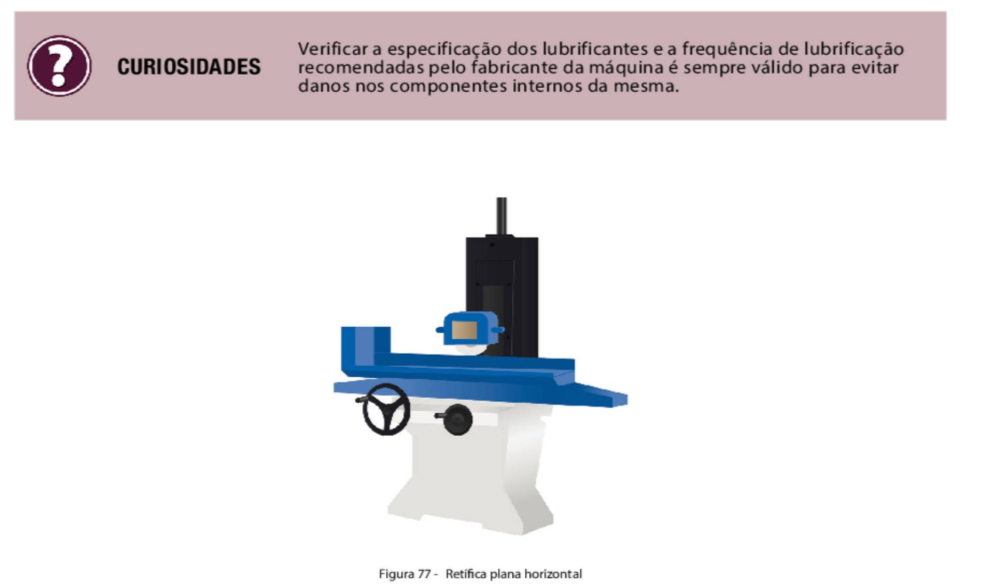 ?
CURIOSIDADES
Verificar a especificação dos lubrificantes e a frequência de lubrificação
recomendadas pelo fabricante da máquina é sempre válido para evitar
danos nos componentes internos da mesma.
Figura 77 - Retífica plana horizontal